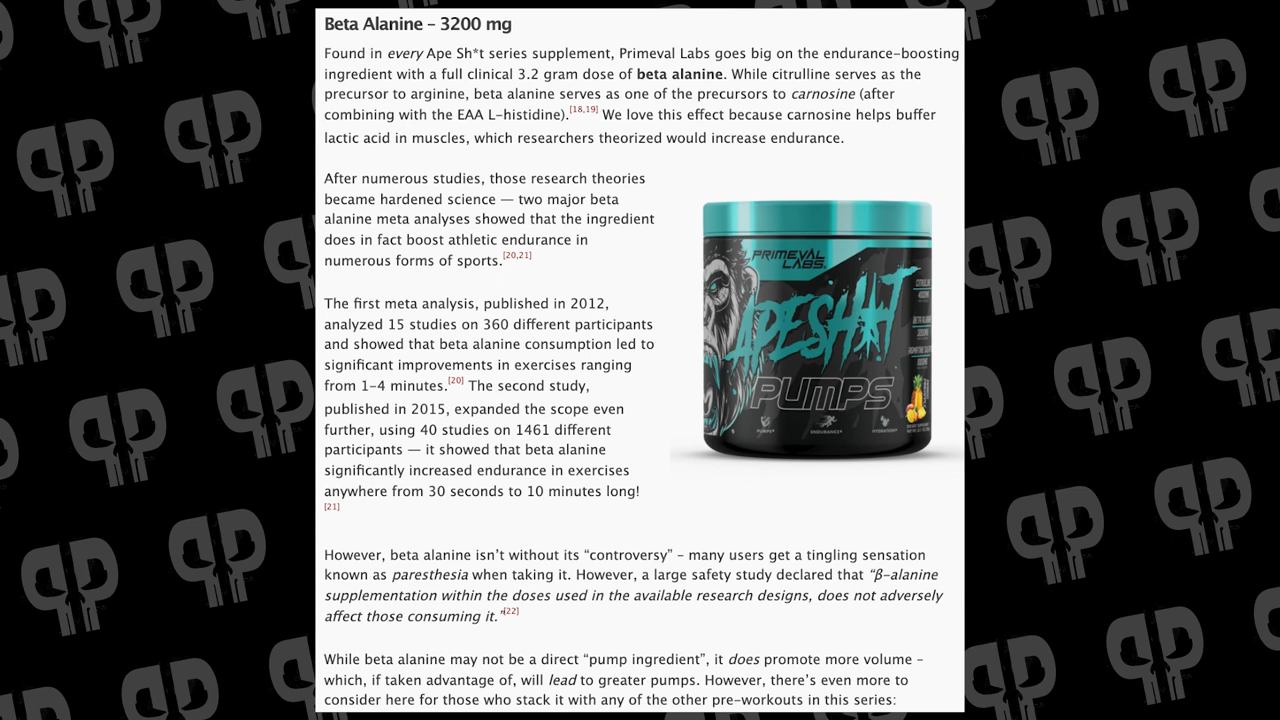 Beta Alanine – 3200 mg
Found in every Ape Sh*t series supplement, Primeval Labs goes big on the endurance-boosting
ingredient with a full clinical 3.2 gram dose of beta alanine. While citrulline serves as the
precursor to arginine, beta alanine serves as one of the precursors to carnosine (after
combining with the EAA L-histidine).[18,19] We love this effect because carnosine helps buffer
lactic acid in muscles, which researchers theorized would increase endurance.
After numerous studies, those research theories
became hardened science — two major beta
alanine meta analyses showed that the ingredient
does in fact boost athletic endurance in
numerous forms of sports.[20,21]
The first meta analysis, published in 2012,
analyzed 15 studies on 360 different participants
and showed that beta alanine consumption led to
significant improvements in exercises ranging
from 1-4 minutes.[20] The second study,
published in 2015, expanded the scope even
further, using 40 studies on 1461 different
participants — it showed that beta alanine
significantly increased endurance in exercises
anywhere from 30 seconds to 10 minutes long!
[21]
PRIMEVAL
LABS
APESH*T
PUMPS
PUMPS
ENDURANCE
HYDRATION
However, beta alanine isn't without its “controversy” – many users get a tingling sensation
known as paresthesia when taking it. However, a large safety study declared that “β-alanine
supplementation within the doses used in the available research designs, does not adversely
affect those consuming it.”[22]
While beta alanine may not be a direct “pump ingredient”, it does promote more volume –
which, if taken advantage of, will lead to greater pumps. However, there's even more to
consider here for those who stack it with any of the other pre-workouts in this series: